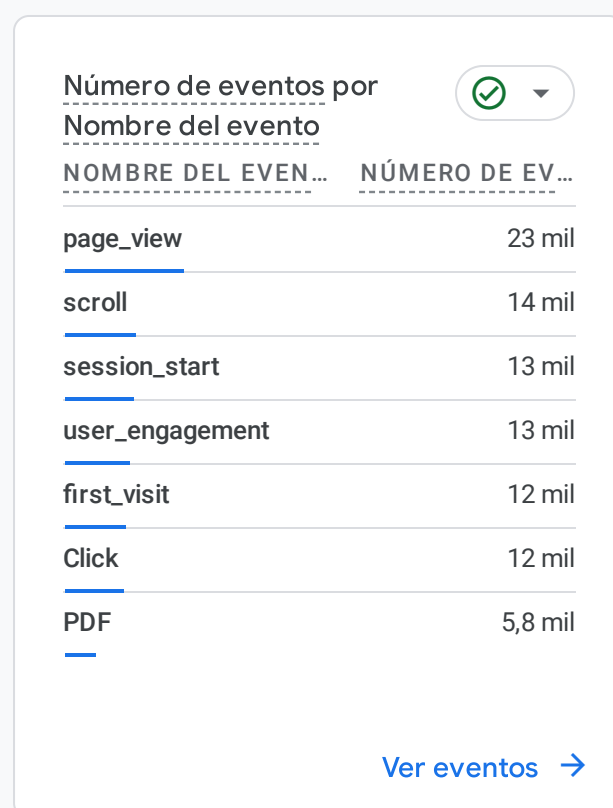 Número de eventos por
Nombre del evento
NOMBRE DEL EVEN…
NÚMERO DE EV…
page_view 23 mil
scroll 14 mil
session_start 13 mil
user_engagement 13 mil
first_visit 12 mil
Click 12 mil
PDF 5,8 mil
Ver eventos